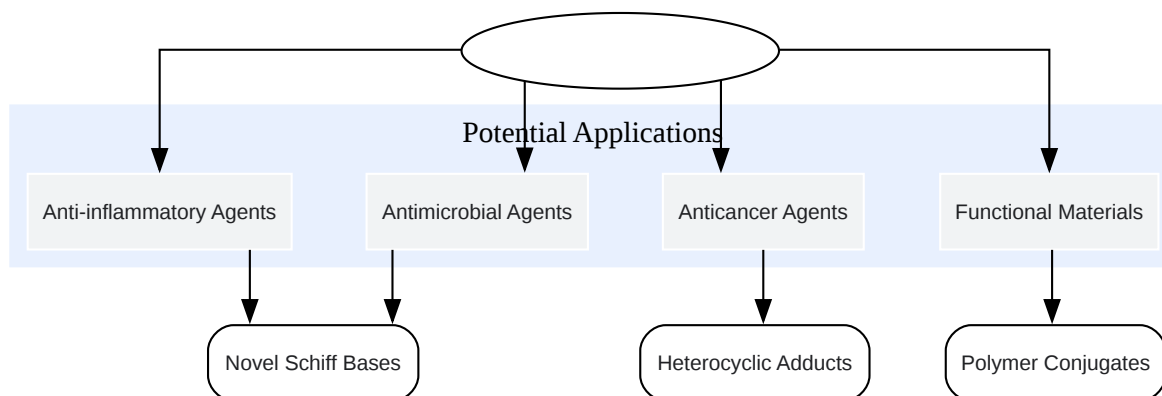 Potential Applications
Anti-inflammatory Agents
Antimicrobial Agents
Anticancer Agents
Functional Materials
Novel Schiff Bases
Heterocyclic Adducts
Polymer Conjugates